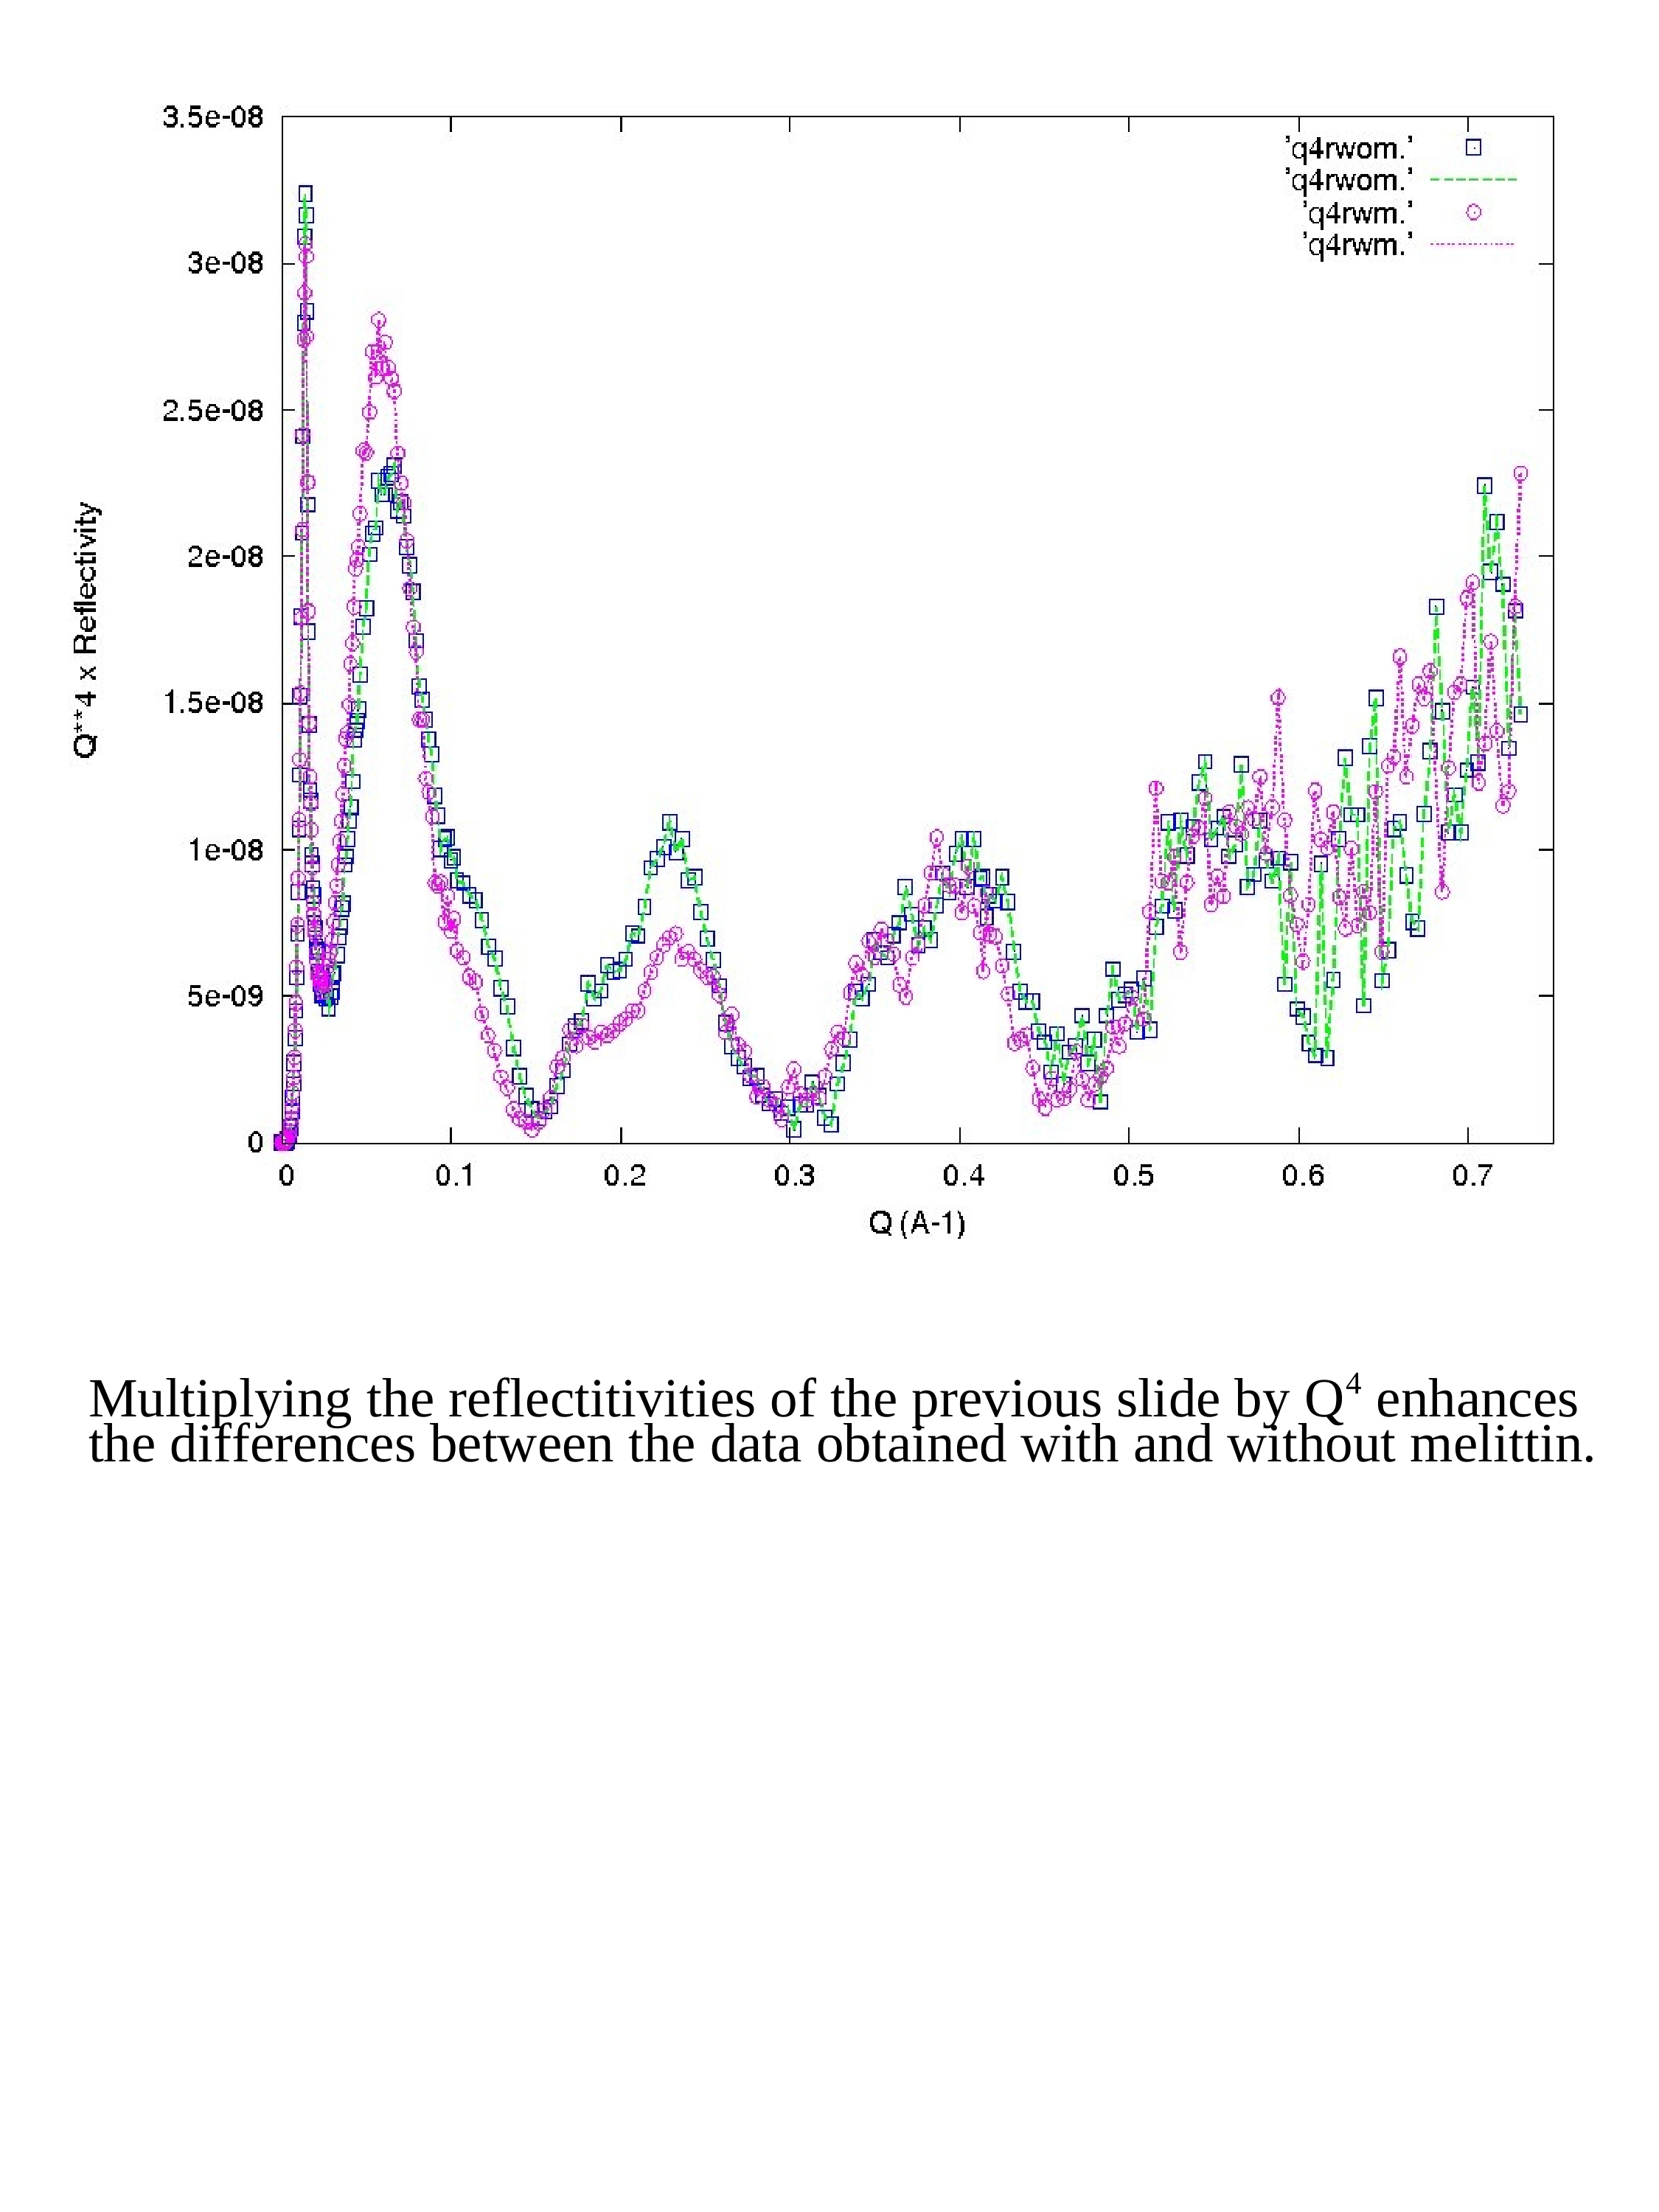 3.5e-08
3e-08
2.5e-08
2e-08
1.5e-08
1e-08
5e-09
0
Q**4 x Reflectivity
'q4rwom.'
'q4rwom.'
'q4rwm.'
'q4rwm.'
0 0.1 0.2 0.3 0.4 0.5 0.6 0.7
Q (A-1)
Multiplying the reflectitivities of the previous slide by Q⁴ enhances
the differences between the data obtained with and without melittin.